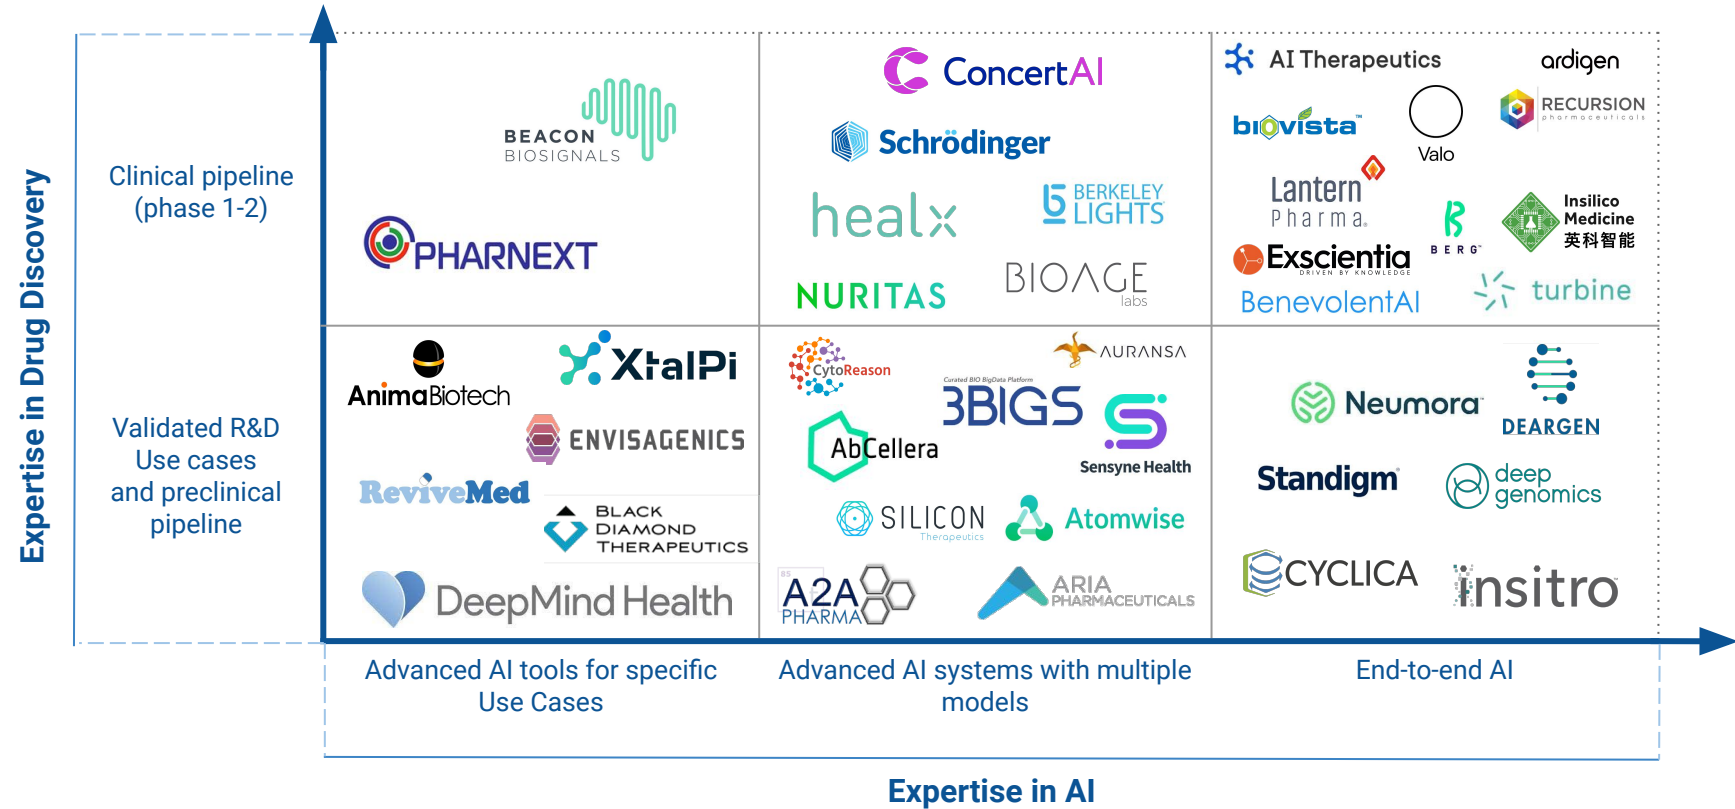 Expertise in Drug Discovery
Clinical pipeline
(phase 1-2)
Validated R&D
Use cases
and preclinical
pipeline
BEACON
BIOSIGNALS
PHARNEXT
ConcertAI
Schrödinger
healx
BERKELEY
LIGHTS
NURITAS
BIOAGE
labs
AI Therapeutics
ardigen
biovista™
Valo
RECURSION
pharmaceuticals
Lantern
Pharma®
BERG™
Insilico
Medicine
英科智能
Exscientia
DRIVEN BY KNOWLEDGE
BenevolentAI
turbine
AnimaBiotech
XtalPi
ENVISAGENICS
ReviveMed
BLACK
DIAMOND
THERAPEUTICS
DeepMind Health
CytoReason
AURANSA
Curated BIO BigData Platform
3BIGS
AbCellera
Sensyne Health
SILICON
Therapeutics
Atomwise
BS
A2A
PHARMA
ARIA
PHARMACEUTICALS
Neumora
DEARGEN
Standigm
deep
genomics
CYCLICA
insitro
Advanced AI tools for specific
Use Cases
Advanced AI systems with multiple
models
End-to-end AI
Expertise in AI